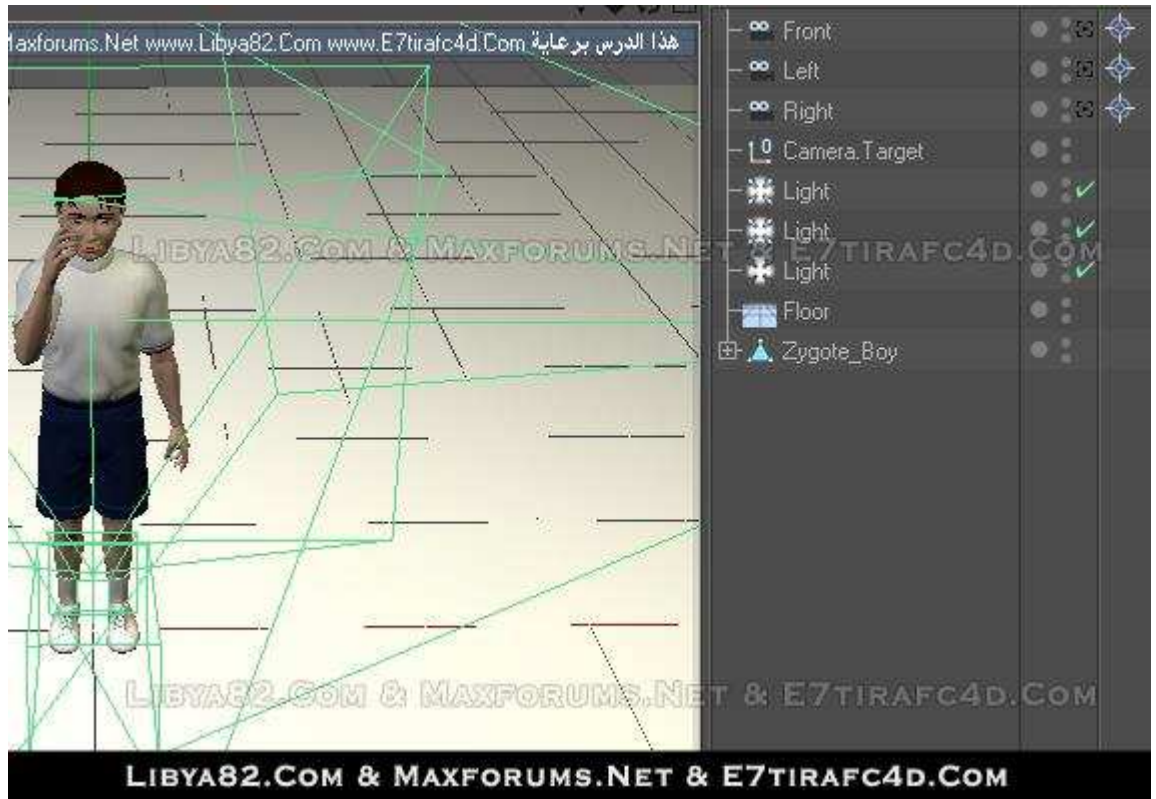 laxforums.Net www.Libya82.Com www.E7tirafc4d.Com هذا الدرس برعاية
Front
Left
Right
Camera.Target
Light
Light
LIBYA82.COM & MAXFORUMS.NET & E7TIRAFC4D.COM
Light
Floor
Zygote_Boy
LIBYA82.COM & MAXFORUMS.NET & E7TIRAFC4D.COM
LIBYA82.COM & MAXFORUMS.NET & E7TIRAFC4D.COM